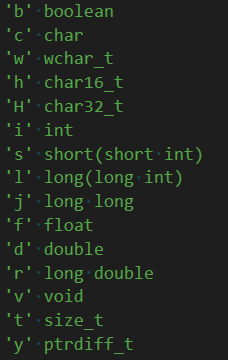 'b' boolean
'c' char
'w' wchar_t
'h' char16_t
'H' char32_t
'i' int
's' short(short int)
'l' long(long int)
'j' long long
'f' float
'd' double
'r' long double
'v' void
't' size_t
'y' ptrdiff_t